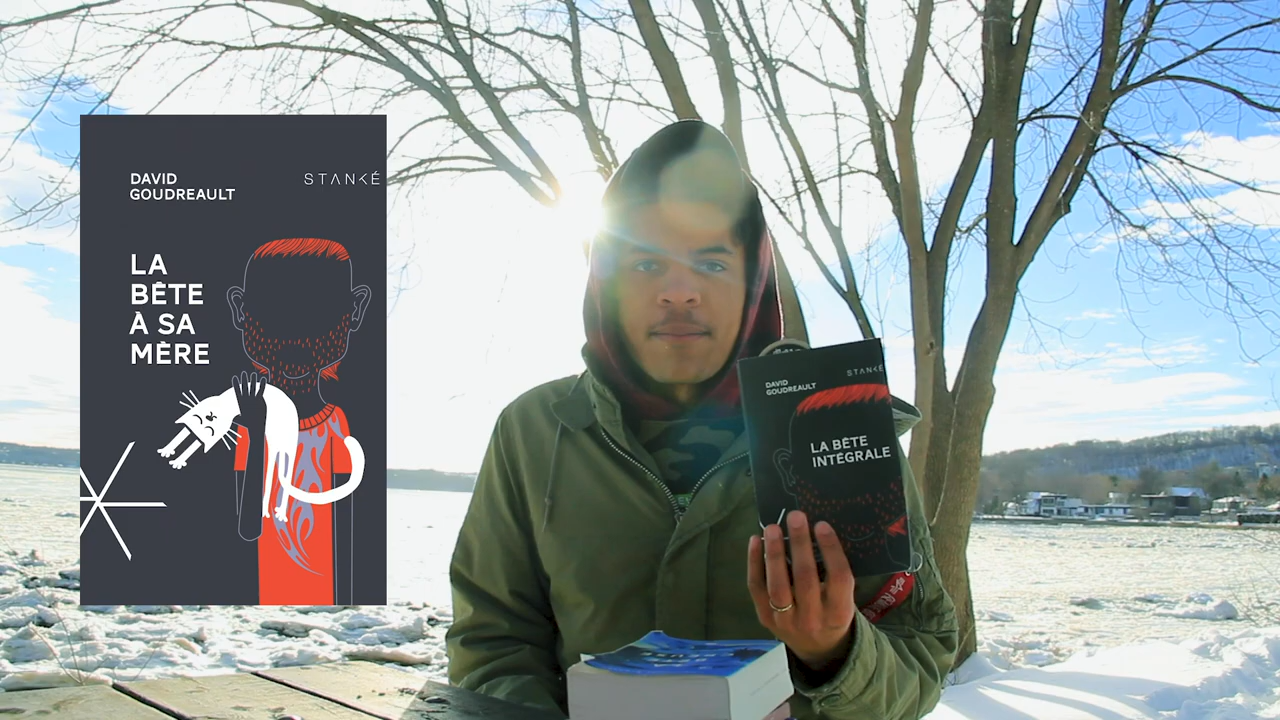 DAVID
GOUDREAULT
STANKÉ
LA
BÊTE
À SA
MÈRE
DAVID
GOUDREAULT
STANKÉ
LA BÊTE
INTÉGRALE